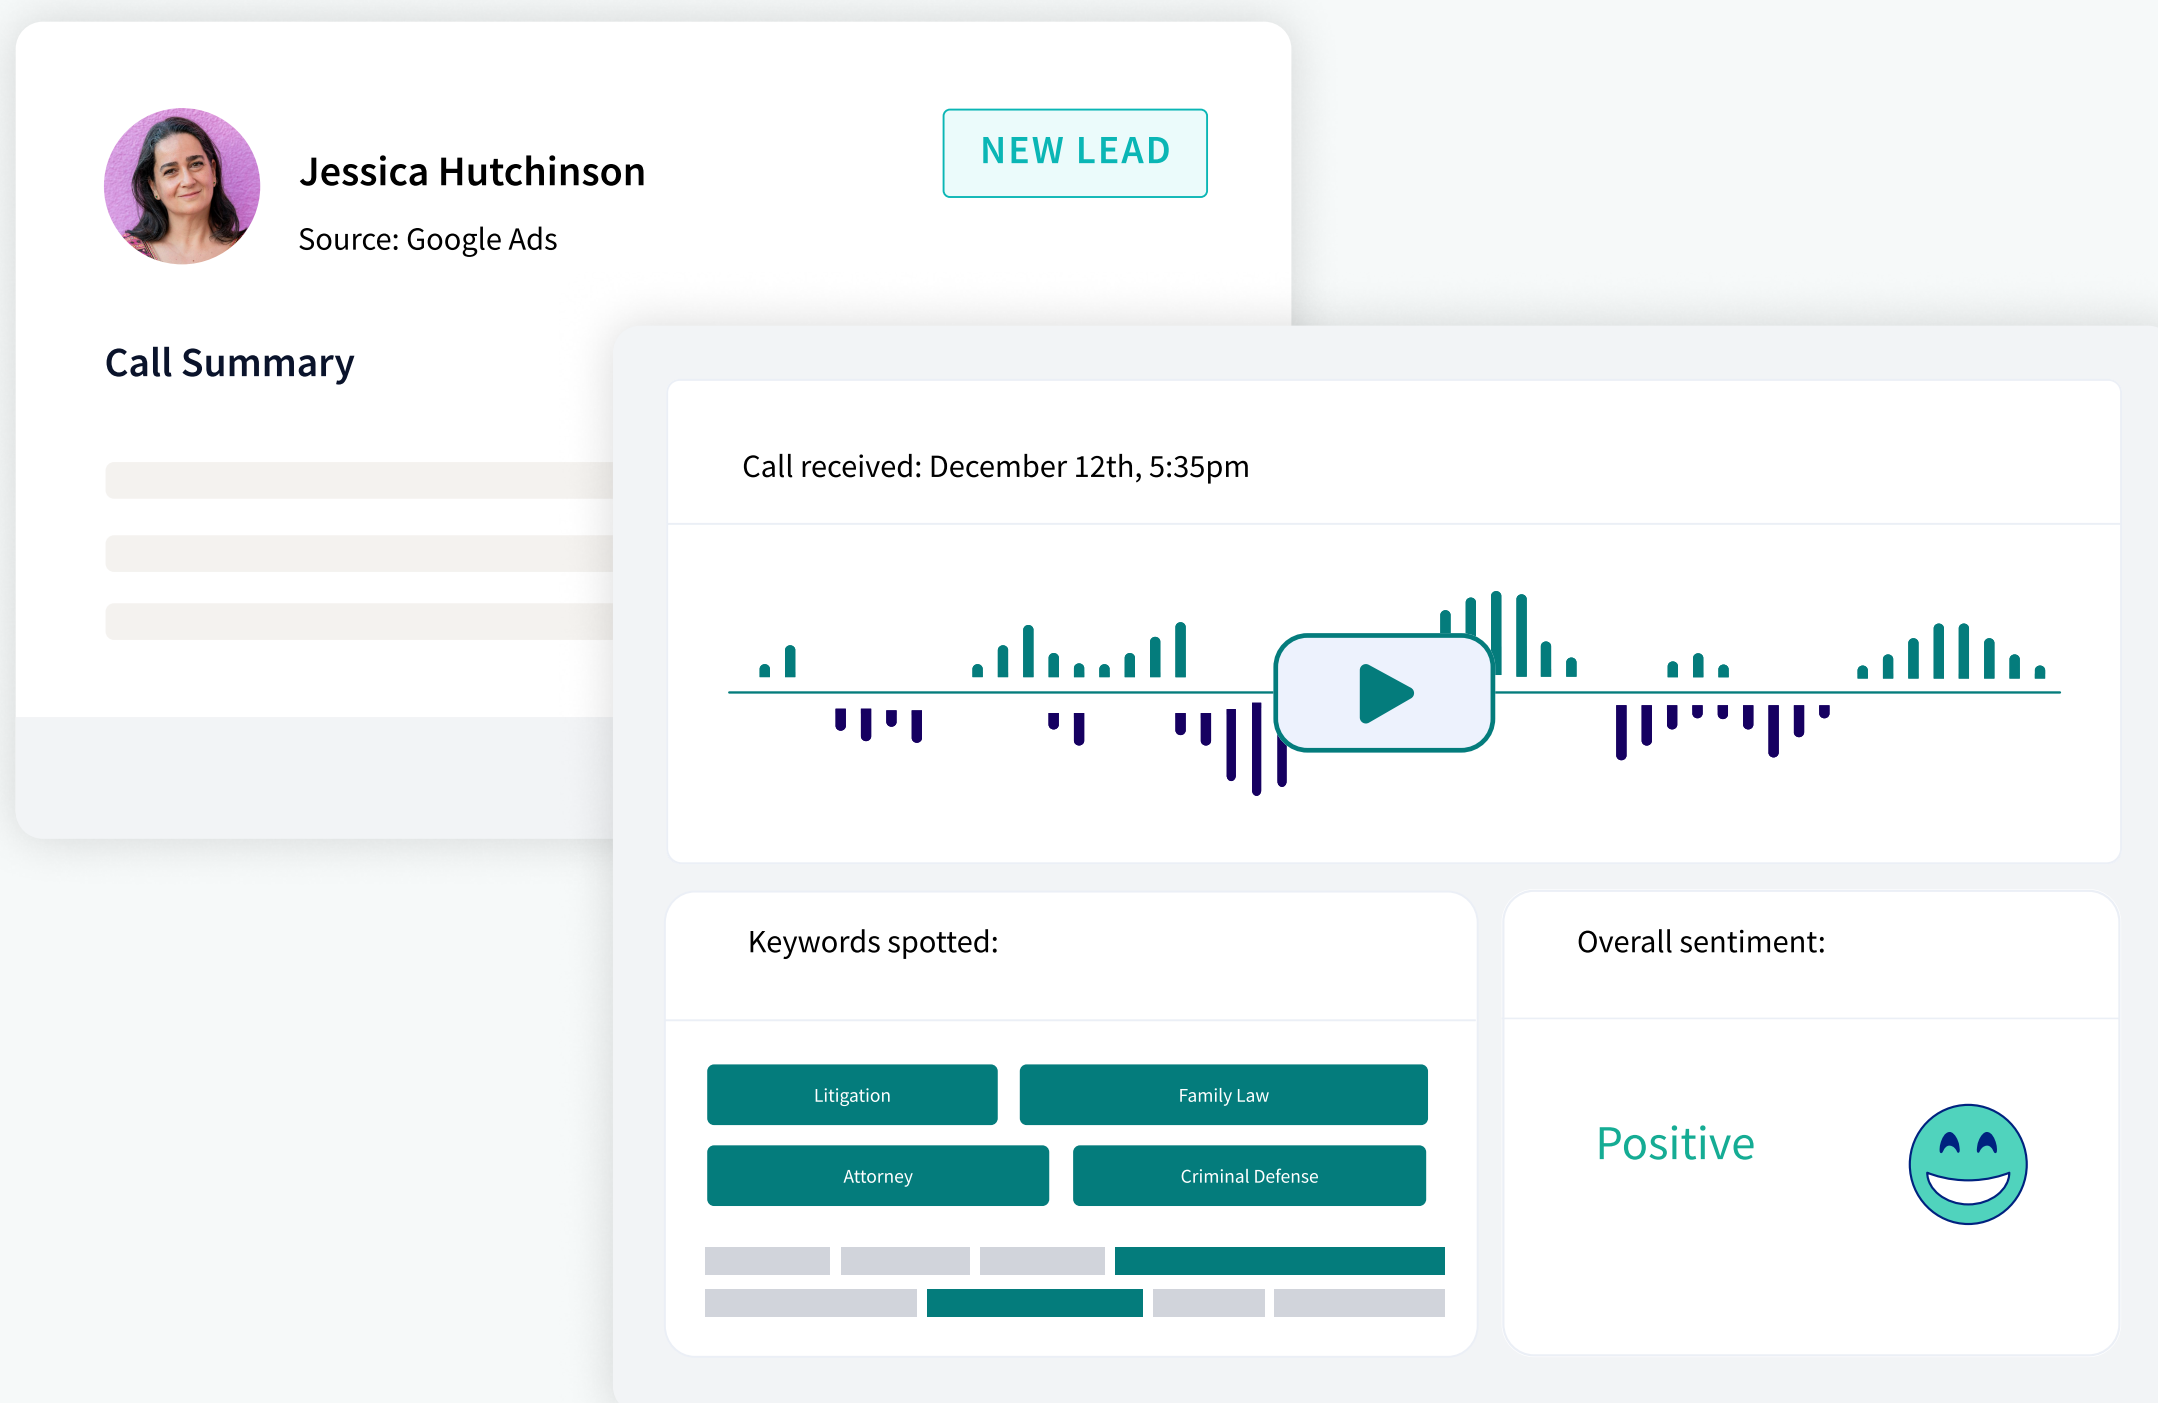 Jessica Hutchinson
NEW LEAD
Source: Google Ads
Call Summary
Call received: December 12th, 5:35pm
Keywords spotted:
Litigation
Family Law
Attorney
Criminal Defense
Overall sentiment:
Positive